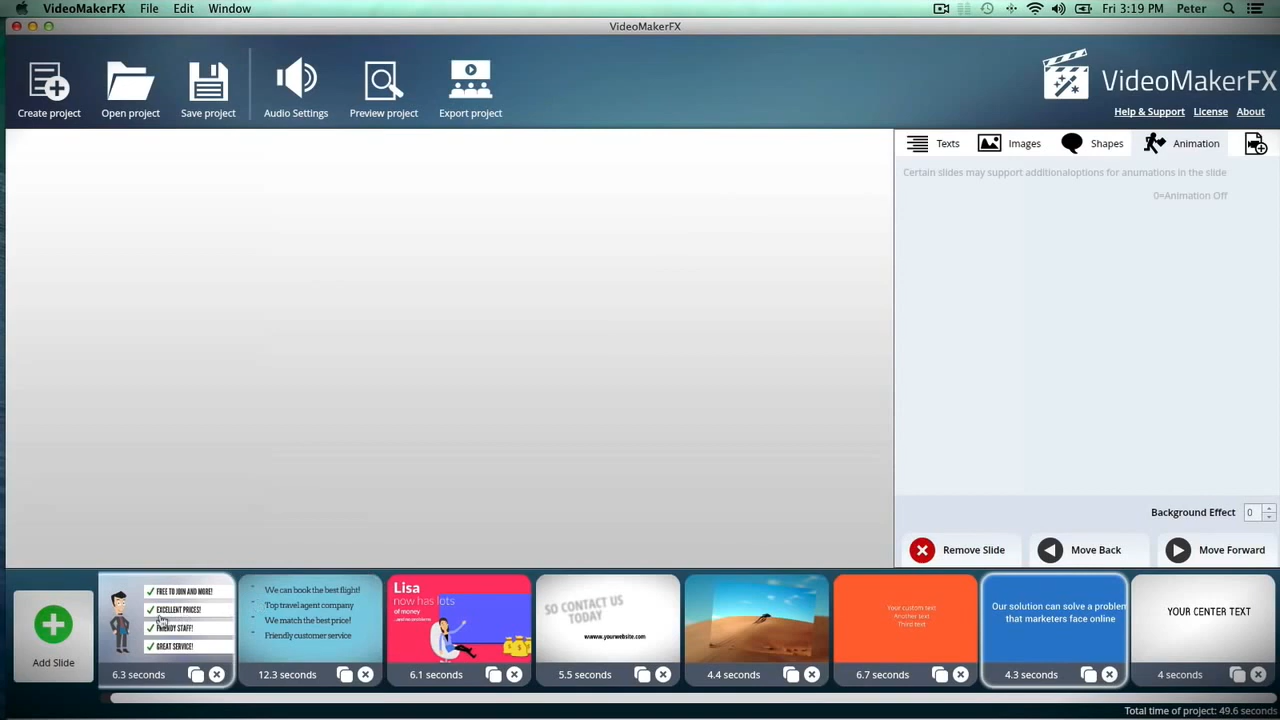 VideoMakerFX File Edit Window Fri 3:19 PM Peter
VideoMakerFX
Create project Open project Save project Audio Settings Preview project Export project
VideoMakerFX
Help & Support License About
Texts Images Shapes Animation
Certain slides may support additionaloptions for anumations in the slide
0=Animation Off
Background Effect 0
Remove Slide Move Back Move Forward
Add Slide
FREE TO JOIN AND MORE!
EXCELLENT PRICES!
FRIENDY STAFF!
GREAT SERVICE!
6.3 seconds
We can book the best flight!
Top travel agent company
We match the best price!
Friendly customer service
12.3 seconds
Lisa
now has lots
of money
...and no problems
6.1 seconds
SO CONTACT US
TODAY
wwww.yourwebsite.com
5.5 seconds
4.4 seconds
Your custom text
Another text
Third text
6.7 seconds
Our solution can solve a problem
that marketers face online
4.3 seconds
YOUR CENTER TEXT
4 seconds
Total time of project: 49.6 seconds